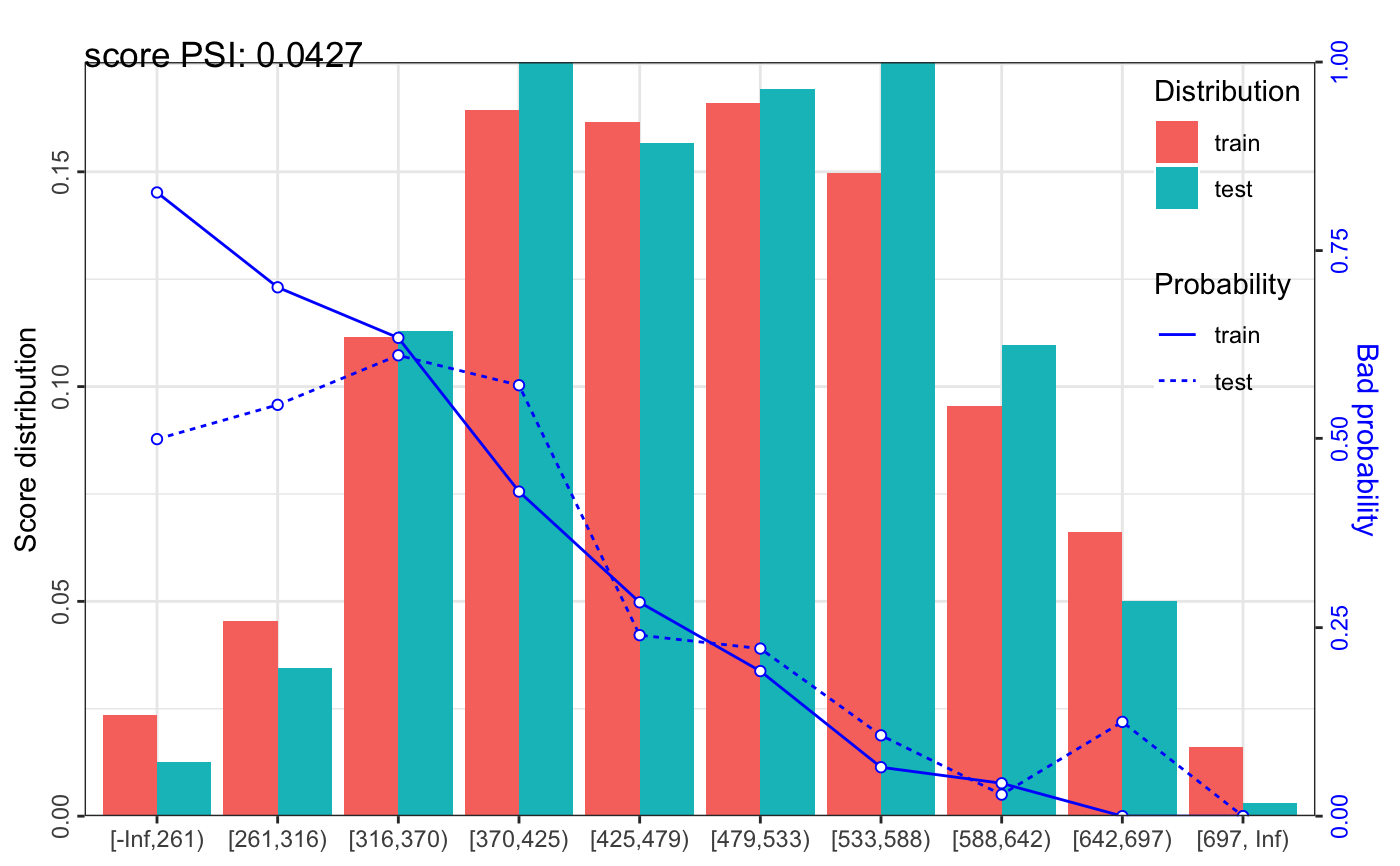 score PSI: 0.0427
Distribution
train
test
Probability
train
test
Score distribution
0.00
0.05
0.10
0.15
Bad probability
0.00
0.25
0.50
0.75
1.00
[-Inf,261)
[261,316)
[316,370)
[370,425)
[425,479)
[479,533)
[533,588)
[588,642)
[642,697)
[697, Inf)